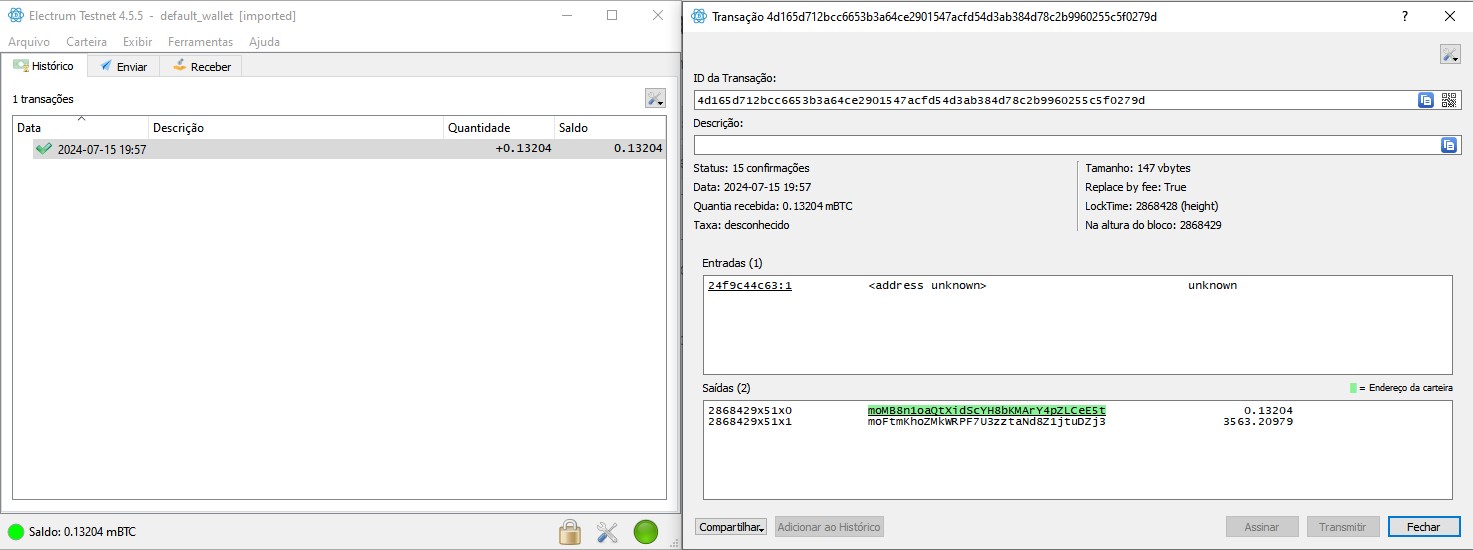 Electrum Testnet 4.5.5 - default_wallet [imported]
Arquivo Carteira Exibir Ferramentas Ajuda
Histórico Enviar Receber
1 transações
Data Descrição Quantidade Saldo
2024-07-15 19:57 +0.13204 0.13204
Saldo: 0.13204 mBTC
Transação 4d165d712bcc6653b3a64ce2901547acfd54d3ab384d78c2b9960255c5f0279d
ID da Transação:
4d165d712bcc6653b3a64ce2901547acfd54d3ab384d78c2b9960255c5f0279d
Descrição:
Status: 15 confirmações
Data: 2024-07-15 19:57
Quantia recebida: 0.13204 mBTC
Taxa: desconhecido
Tamanho: 147 vbytes
Replace by fee: True
LockTime: 2868428 (height)
Na altura do bloco: 2868429
Entradas (1)
24f9c44c63:1 <address unknown> unknown
Saídas (2)
= Endereço da carteira
2868429x51x0 moMB8n1oaQtXidScYH8bKMArY4pZLCeE5t 0.13204
2868429x51x1 moFtmKhoZMkWRPF7U3zztaNd8Z1jtuDZj3 3563.20979
Compartilhar Adicionar ao Histórico Assinar Transmitir Fechar